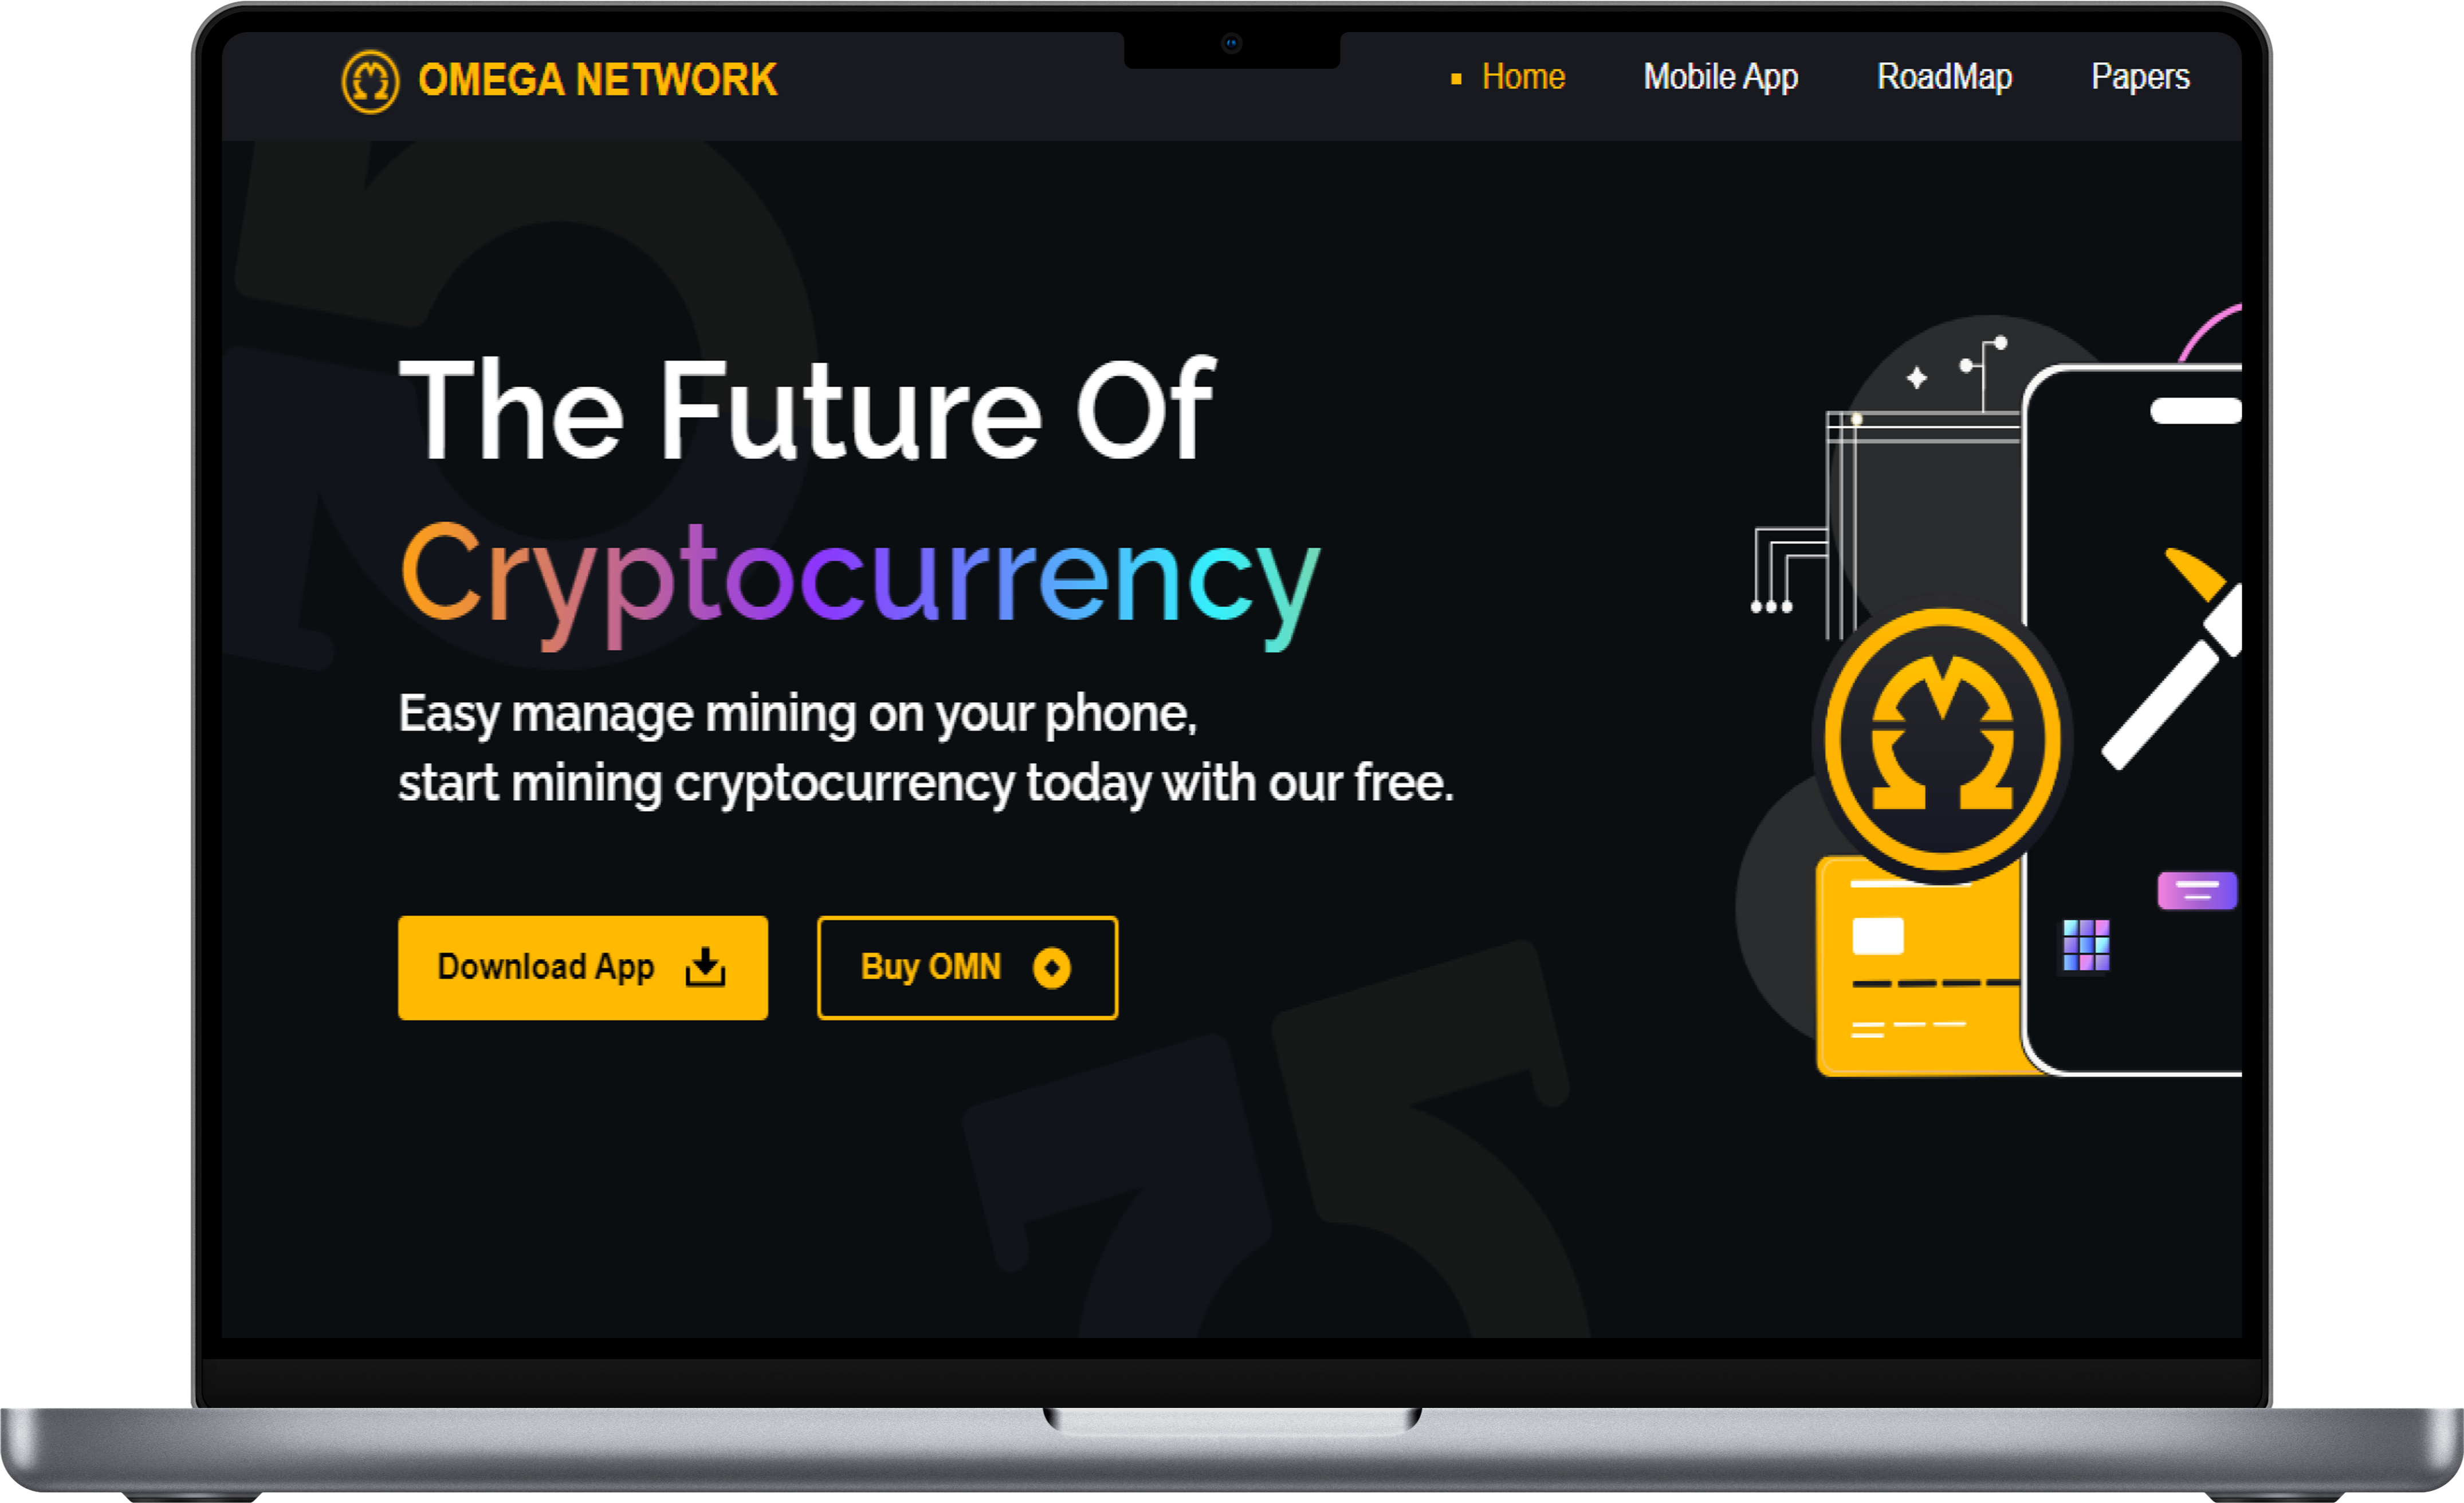 OMEGA NETWORK
Home Mobile App RoadMap Papers
The Future Of
Cryptocurrency
Easy manage mining on your phone,
start mining cryptocurrency today with our free.
Download App Buy OMN